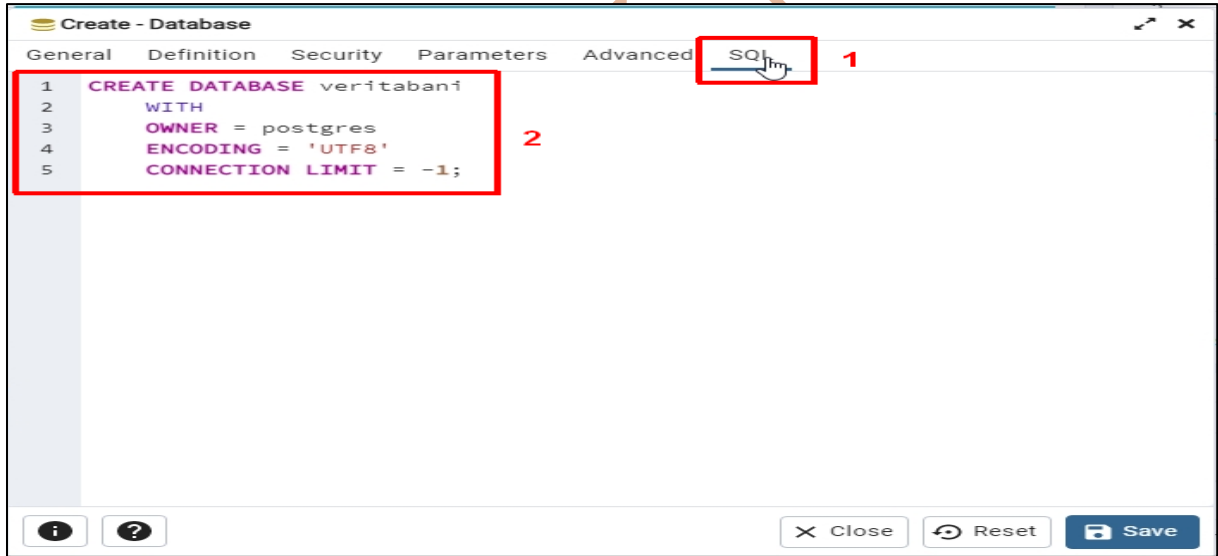 Create - Database
General Definition Security Parameters Advanced SQL 1
1 CREATE DATABASE veritabani
2 WITH
3 OWNER = postgres
4 ENCODING = 'UTF8'
5 CONNECTION LIMIT = -1;
2
Close Reset Save